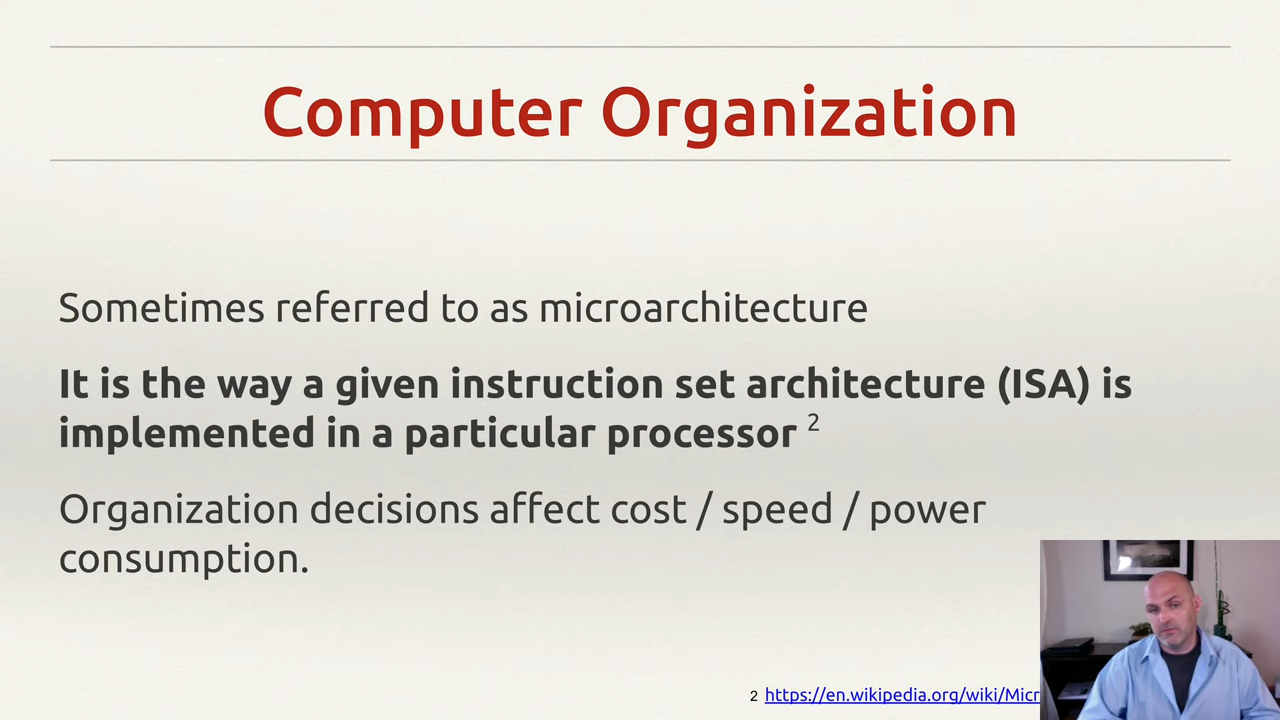 Computer Organization
Sometimes referred to as microarchitecture
It is the way a given instruction set architecture (ISA) is
implemented in a particular processor 2
Organization decisions affect cost / speed / power
consumption.
2 https://en.wikipedia.org/wiki/Micr